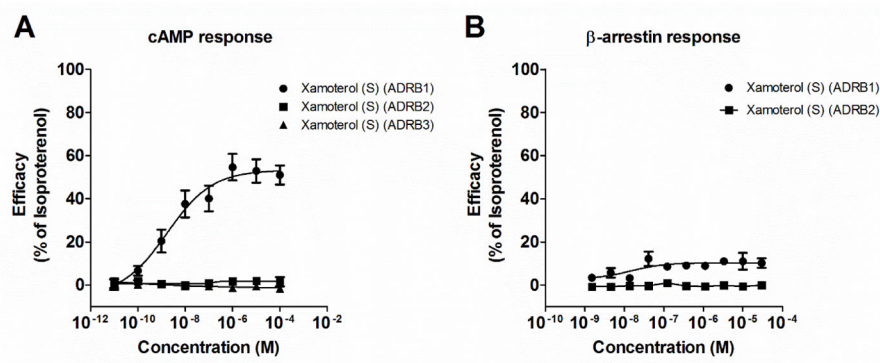 A
cAMP response
100
80
60
40
20
0
Efficacy
(% of Isoproterenol)
Xamoterol (S) (ADRB1)
Xamoterol (S) (ADRB2)
Xamoterol (S) (ADRB3)
10⁻¹² 10⁻¹⁰ 10⁻⁸ 10⁻⁶ 10⁻⁴ 10⁻²
Concentration (M)
B
β-arrestin response
100
80
60
40
20
0
Efficacy
(% of Isoproterenol)
Xamoterol (S) (ADRB1)
Xamoterol (S) (ADRB2)
10⁻¹⁰ 10⁻⁹ 10⁻⁸ 10⁻⁷ 10⁻⁶ 10⁻⁵ 10⁻⁴
Concentration (M)